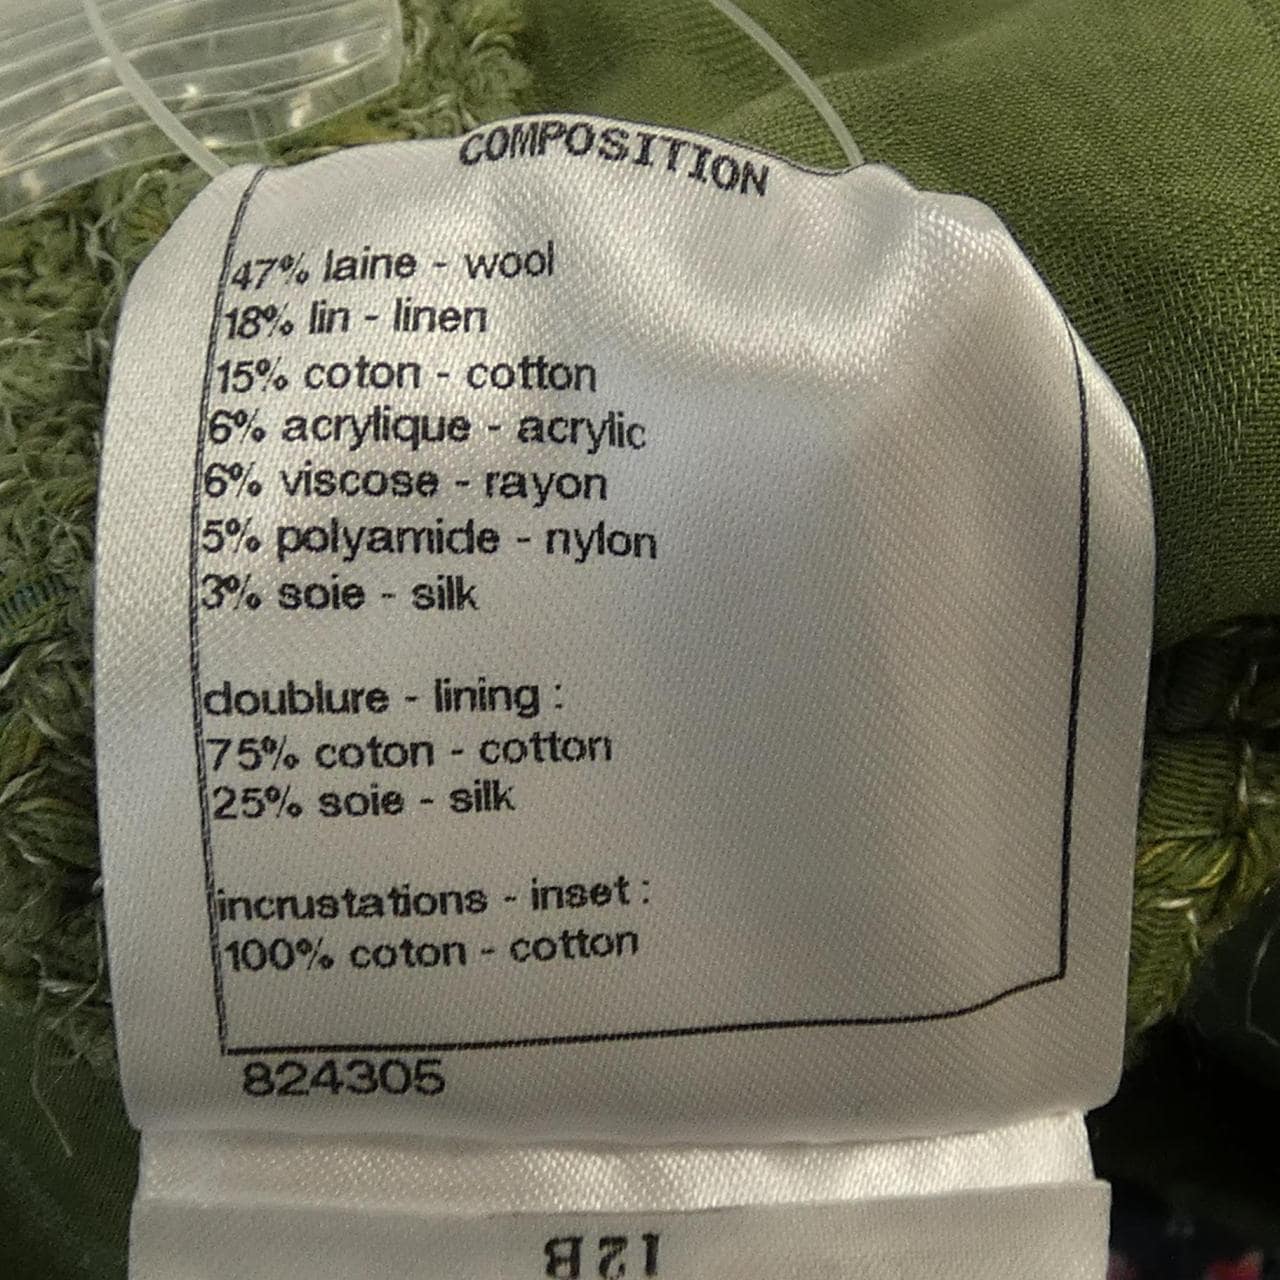 COMPOSITION
47% laine - wool
18% lin - linen
15% coton - cotton
6% acrylique - acrylic
6% viscose - rayon
5% polyamide - nylon
3% soie - silk
doublure - lining :
75% coton - cotton
25% soie - silk
incrustations - inset :
100% coton - cotton
824305
12B